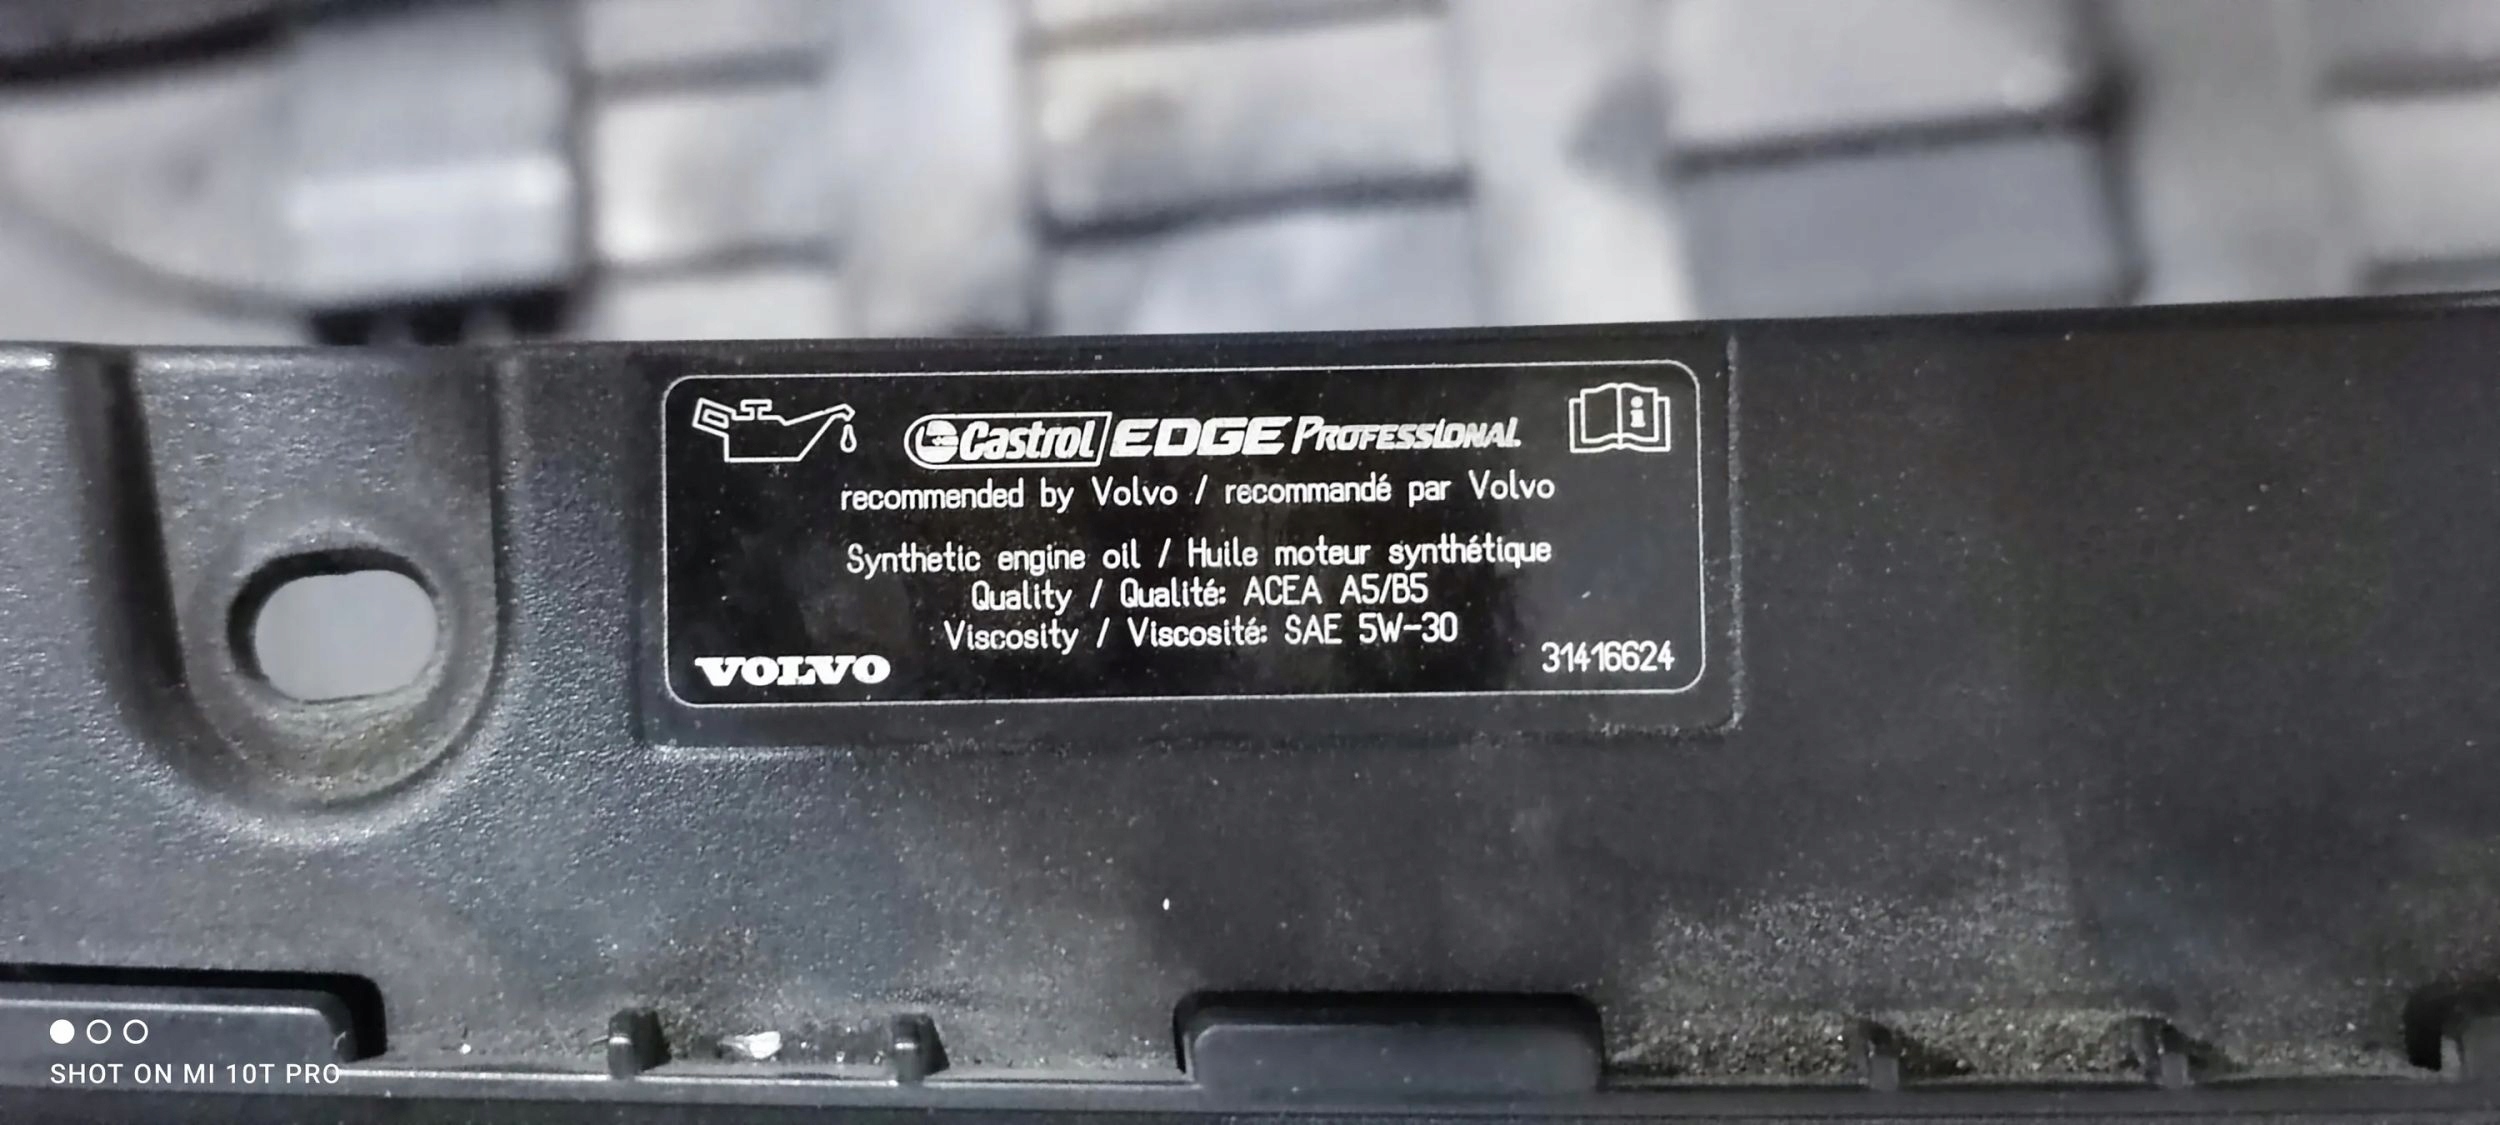 Castrol EDGE PROFESSIONAL
recommended by Volvo / recommandé par Volvo
Synthetic engine oil / Huile moteur synthétique
Quality / Qualité: ACEA A5/B5
Viscosity / Viscosité: SAE 5W-30
VOLVO
31416624
SHOT ON MI 10T PRO